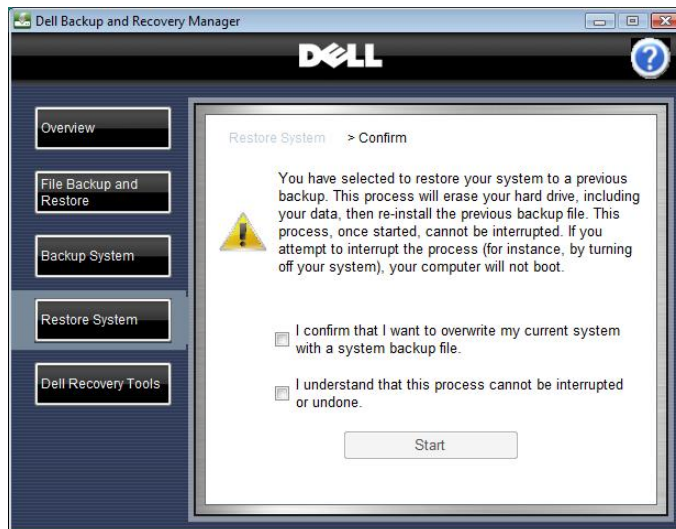 Dell Backup and Recovery Manager
DELL
?
Overview
File Backup and
Restore
Backup System
Restore System
Dell Recovery Tools
Restore System > Confirm
You have selected to restore your system to a previous
backup. This process will erase your hard drive, including
your data, then re-install the previous backup file. This
process, once started, cannot be interrupted. If you
attempt to interrupt the process (for instance, by turning
off your system), your computer will not boot.
I confirm that I want to overwrite my current system
with a system backup file.
I understand that this process cannot be interrupted
or undone.
Start